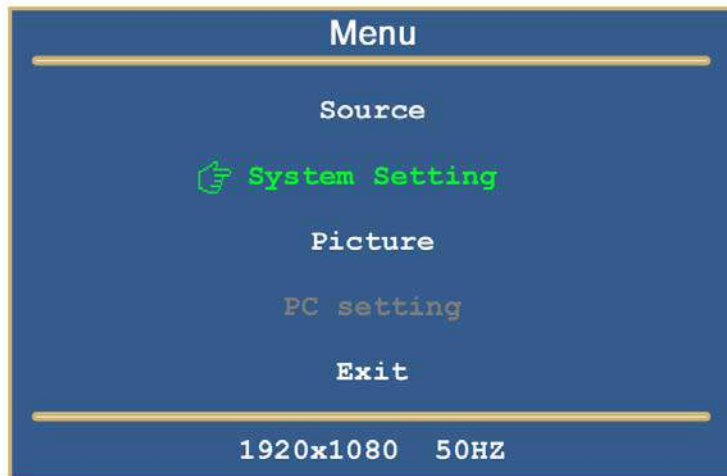 Menu
Source
System Setting
Picture
PC setting
Exit
1920x1080 50HZ